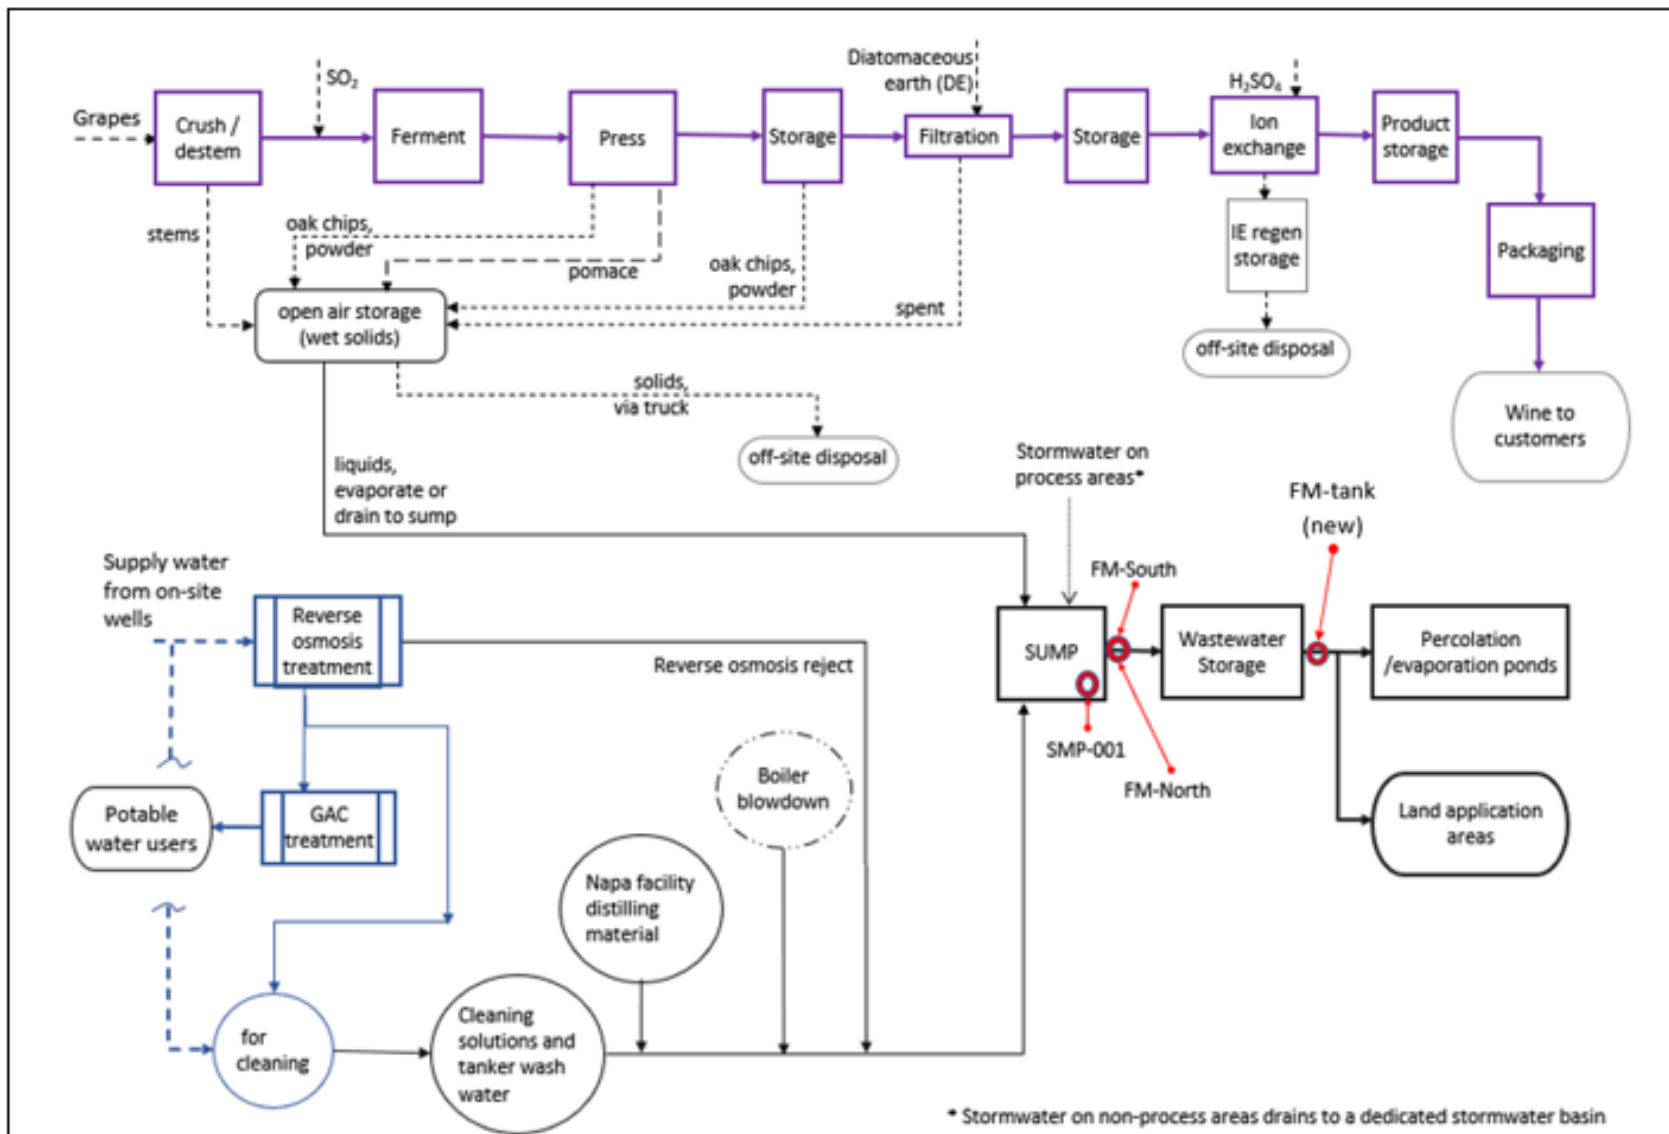 Grapes
Crush /
destem
SO₂
Ferment
Press
Storage
Diatomaceous
earth (DE)
Filtration
Storage
H₂SO₄
Ion
exchange
Product
storage
stems
oak chips,
powder
pomace
oak chips,
powder
spent
IE regen
storage
Packaging
open air storage
(wet solids)
off-site disposal
solids,
via truck
off-site disposal
Wine to
customers
liquids,
evaporate or
drain to sump
Stormwater on
process areas*
FM-tank
(new)
Supply water
from on-site
wells
FM-South
Reverse
osmosis
treatment
Reverse osmosis reject
SUMP
Wastewater
Storage
Percolation
/evaporation ponds
SMP-001
FM-North
Boiler
blowdown
Potable
water users
GAC
treatment
Land application
areas
Napa facility
distilling
material
for
cleaning
Cleaning
solutions and
tanker wash
water
* Stormwater on non-process areas drains to a dedicated stormwater basin